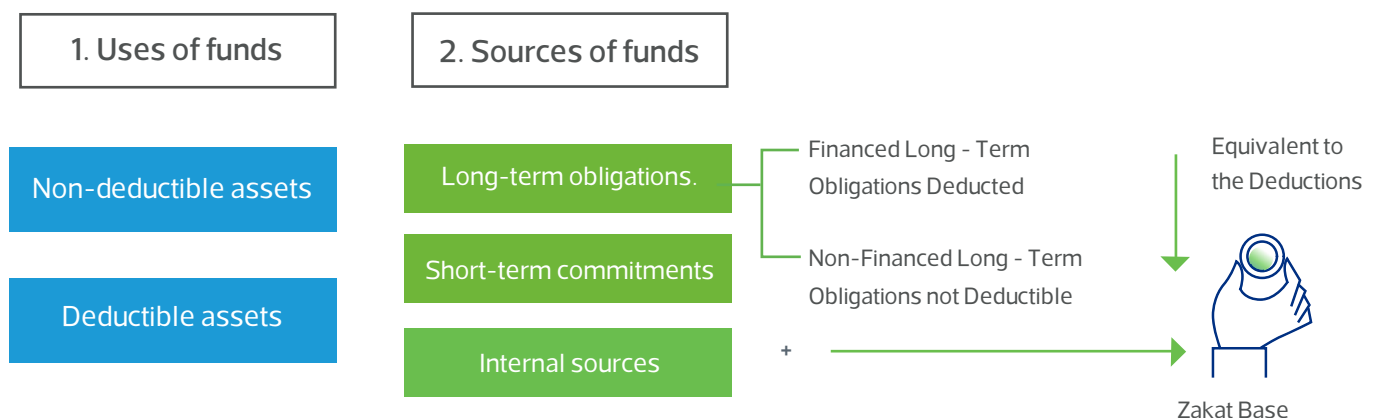 1. Uses of funds
2. Sources of funds
Non-deductible assets
Deductible assets
Long-term obligations.
Short-term commitments
Internal sources
Financed Long - Term
Obligations Deducted
Non-Financed Long - Term
Obligations not Deductible
+
Equivalent to
the Deductions
Zakat Base